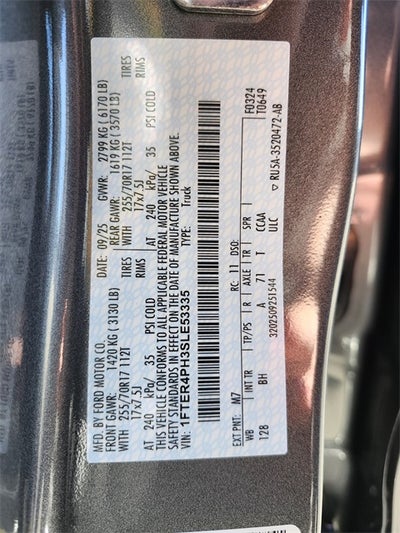 MFD. BY FORD MOTOR CO.
DATE: 09/25 GVWR: 2799 KG ( 6170 LB)
FRONT GAWR: 1420 KG ( 3130 LB) REAR GAWR: 1619 KG ( 3570 LB)
WITH 255/70R17 112T TIRES WITH 255/70R17 112T TIRES
17x7.5J RIMS 17x7.5J RIMS
AT 240 kPa/ 35 PSI COLD AT 240 kPa/ 35 PSI COLD
THIS VEHICLE CONFORMS TO ALL APPLICABLE FEDERAL MOTOR VEHICLE
SAFETY STANDARDS IN EFFECT ON THE DATE OF MANUFACTURE SHOWN ABOVE.
VIN: 1FTER4PH3SLE53335 TYPE: Truck
F0324
T0649
EXT PNT: M7 RC: 11 DSO:
WB INT TR TP/PS R AXLE TR SPR
128 BH A 71 T CCAA
ULC
3202509251544 ▽ RU5A-3520472-AB